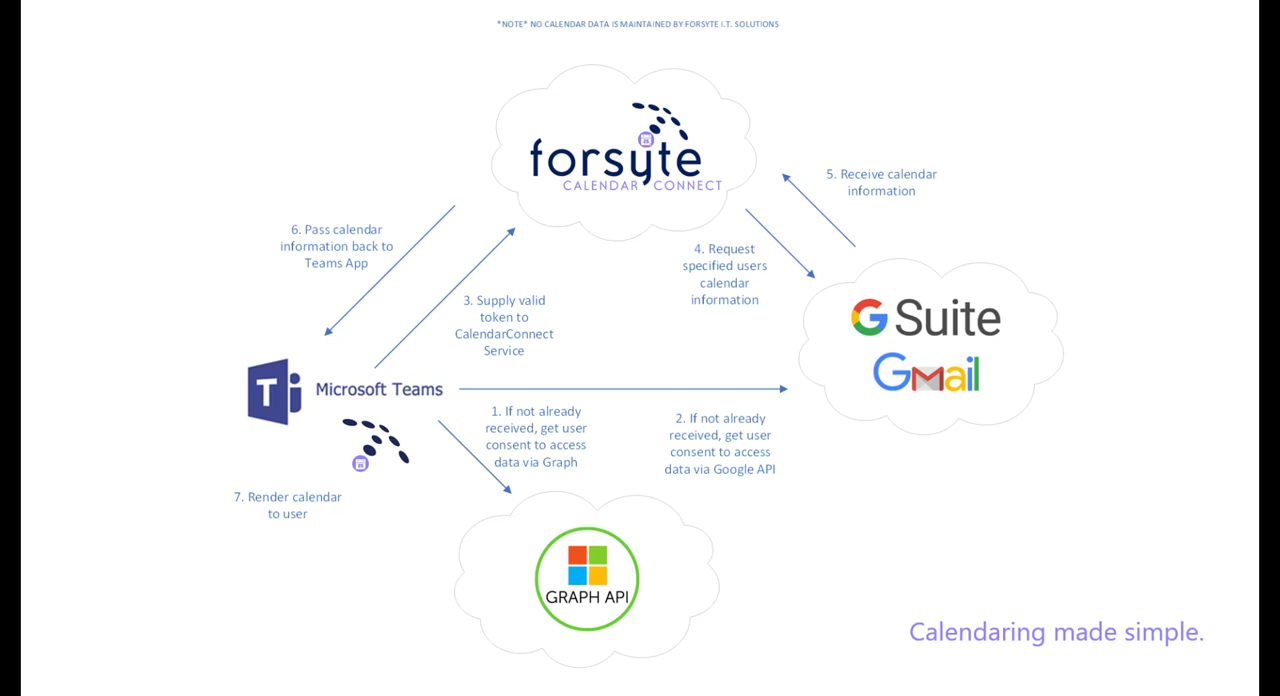 *NOTE* NO CALENDAR DATA IS MAINTAINED BY FORSYTE I.T. SOLUTIONS
forsyte
CALENDAR CONNECT
5. Receive calendar
information
6. Pass calendar
information back to
Teams App
4. Request
specified users
calendar
information
3. Supply valid
token to
CalendarConnect
Service
G Suite
Gmail
T
Microsoft Teams
1. If not already
received, get user
consent to access
data via Graph
2. If not already
received, get user
consent to access
data via Google API
7. Render calendar
to user
GRAPH API
Calendaring made simple.